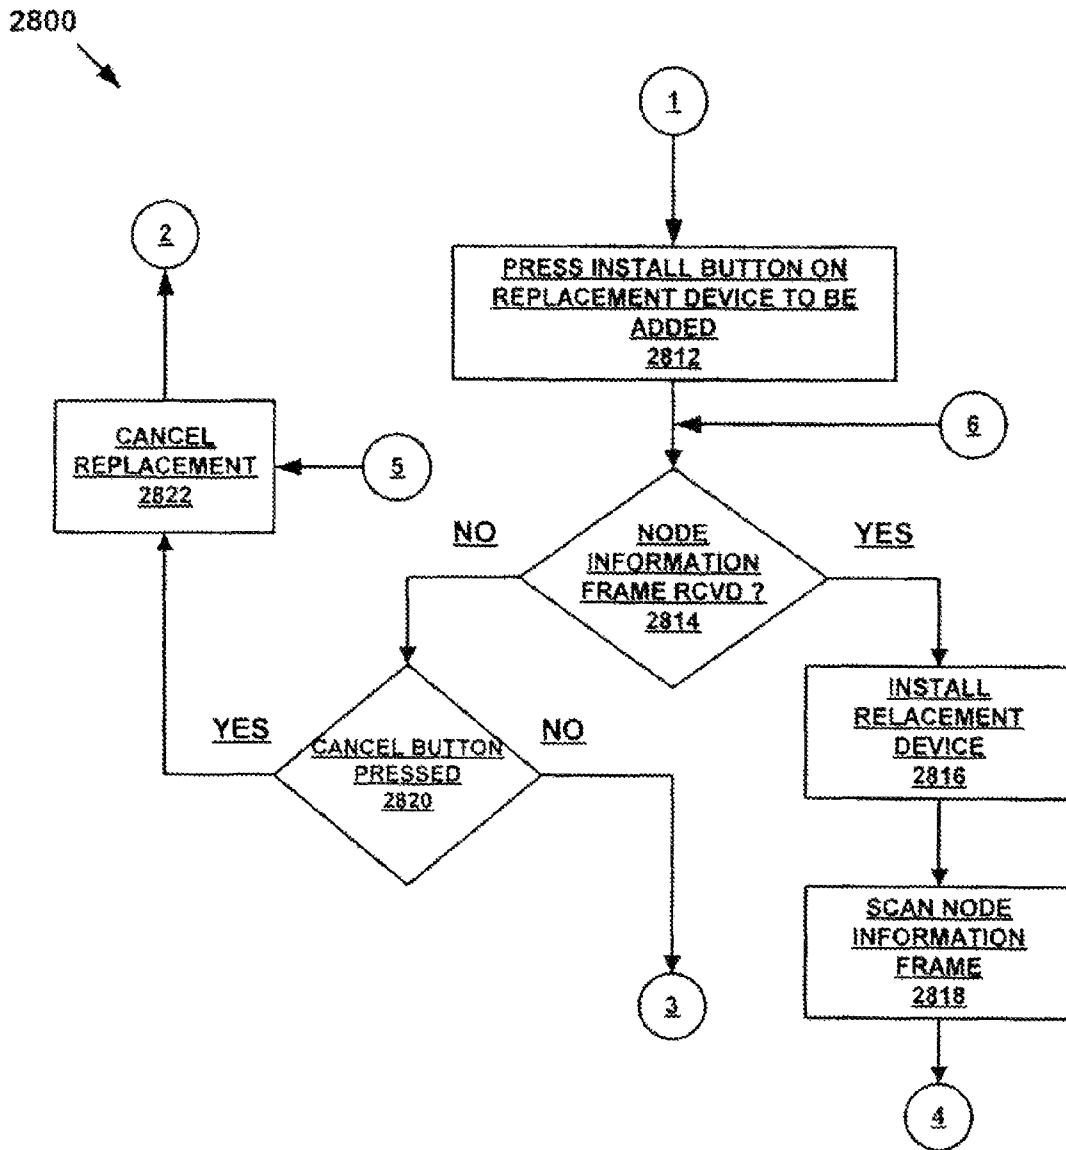 2800
1
2
PRESS INSTALL BUTTON ON
REPLACEMENT DEVICE TO BE
ADDED
2812
CANCEL
REPLACEMENT
2822
5
6
NO
YES
NODE
INFORMATION
FRAME RCVD ?
2814
YES
NO
CANCEL BUTTON
PRESSED
2820
INSTALL
RELACEMENT
DEVICE
2816
SCAN NODE
INFORMATION
FRAME
2818
3
4